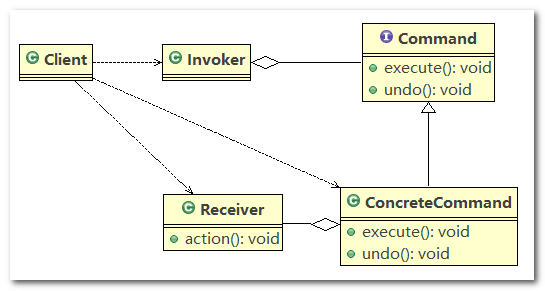 Client
Invoker
I Command
execute(): void
undo(): void
C Receiver
action(): void
C ConcreteCommand
execute(): void
undo(): void